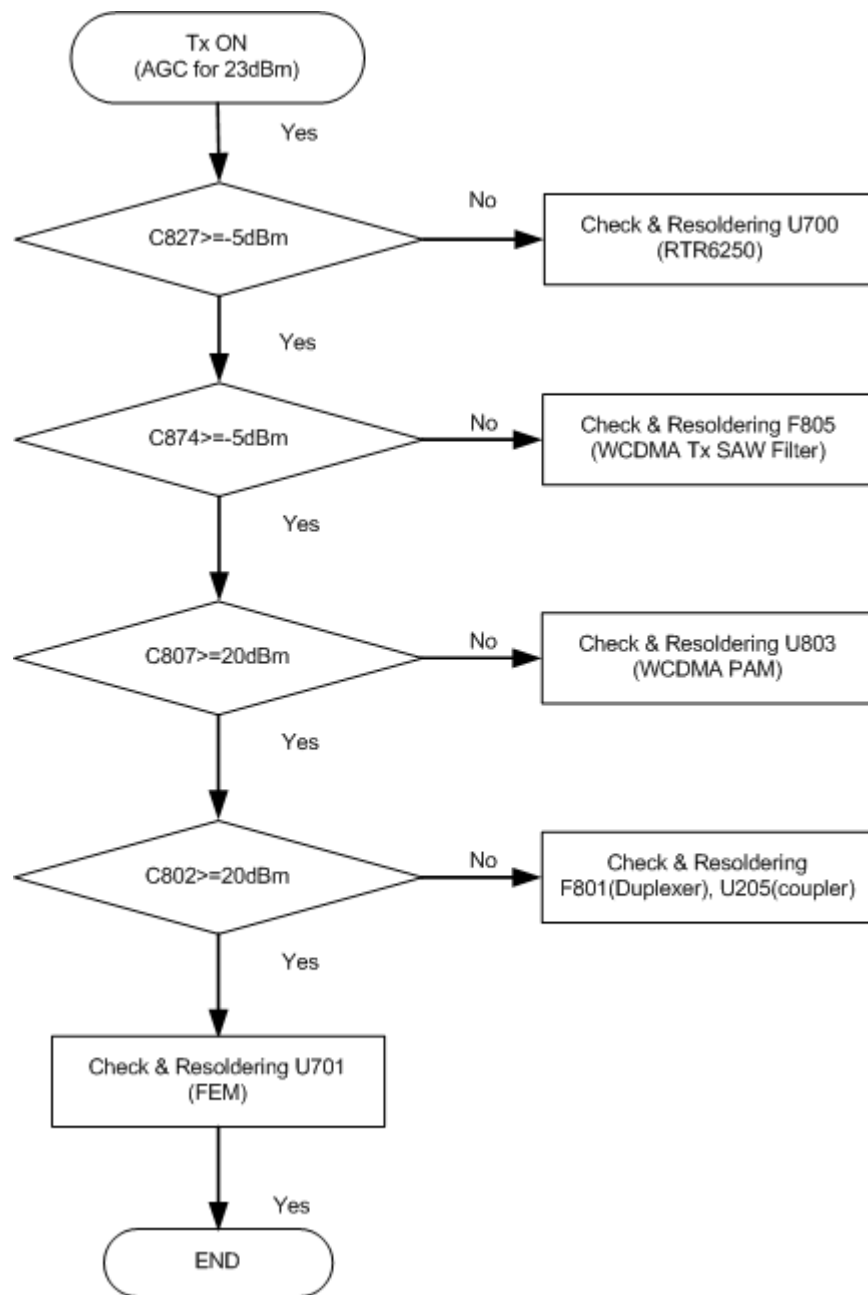 Tx ON
(AGC for 23dBm)
Yes
C827>=-5dBm
No
Check & Resoldering U700
(RTR6250)
Yes
C874>=-5dBm
No
Check & Resoldering F805
(WCDMA Tx SAW Filter)
Yes
C807>=20dBm
No
Check & Resoldering U803
(WCDMA PAM)
Yes
C802>=20dBm
No
Check & Resoldering
F801(Duplexer), U205(coupler)
Yes
Check & Resoldering U701
(FEM)
Yes
END